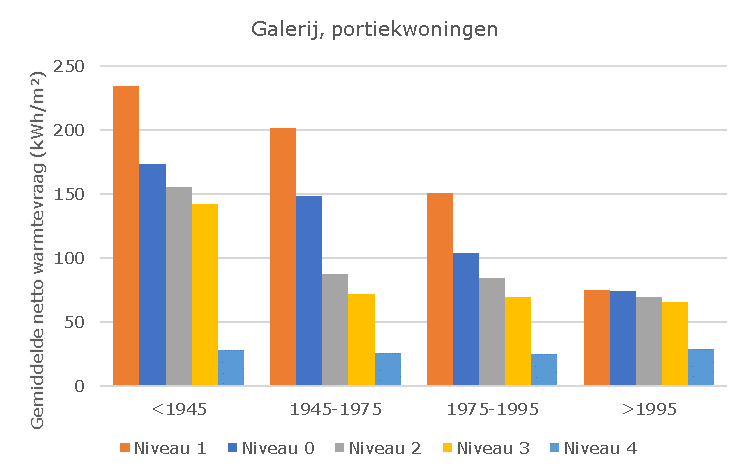 Galerij, portiekwoningen
Gemiddelde netto warmtevraag (kWh/m²)
250
200
150
100
50
0
<1945
1945-1975
1975-1995
>1995
Niveau 1
Niveau 0
Niveau 2
Niveau 3
Niveau 4